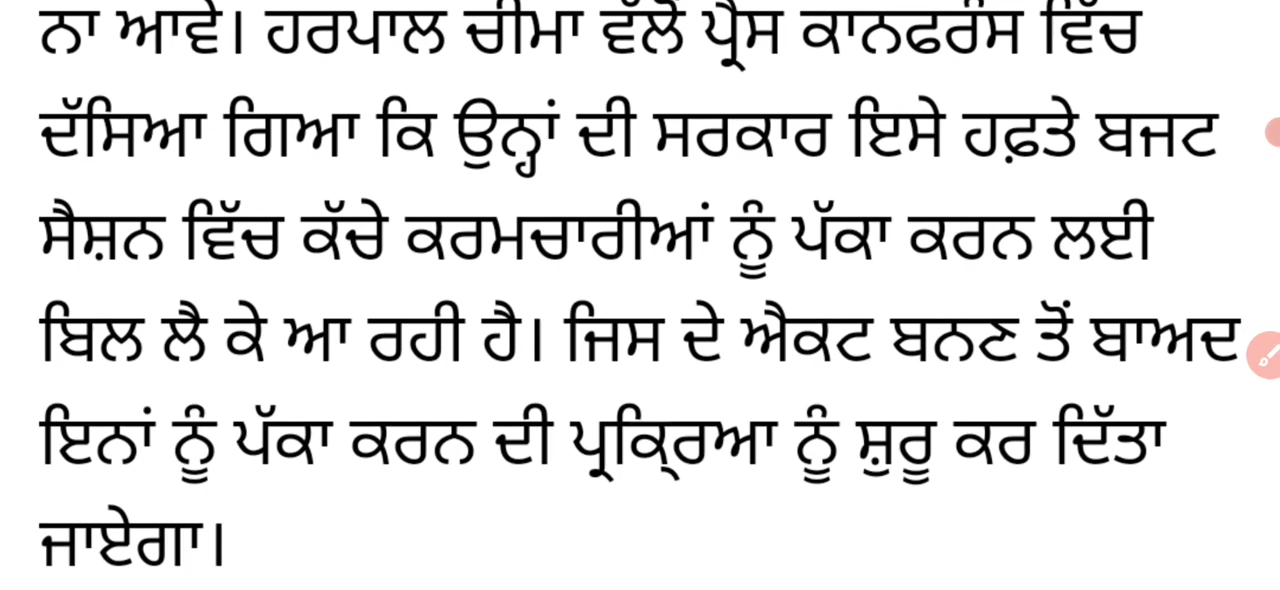 ਨਾ ਆਵੇ। ਹਰਪਾਲ ਚੀਮਾ ਵੱਲੋਂ ਪ੍ਰੈਸ ਕਾਨਫਰੰਸ ਵਿੱਚ
ਦੱਸਿਆ ਗਿਆ ਕਿ ਉਨ੍ਹਾਂ ਦੀ ਸਰਕਾਰ ਇਸੇ ਹਫ਼ਤੇ ਬਜਟ
ਸੈਸ਼ਨ ਵਿੱਚ ਕੱਚੇ ਕਰਮਚਾਰੀਆਂ ਨੂੰ ਪੱਕਾ ਕਰਨ ਲਈ
ਬਿਲ ਲੈ ਕੇ ਆ ਰਹੀ ਹੈ। ਜਿਸ ਦੇ ਐਕਟ ਬਨਣ ਤੋਂ ਬਾਅਦ
ਇਨਾਂ ਨੂੰ ਪੱਕਾ ਕਰਨ ਦੀ ਪ੍ਰਕਿ੍ਰਆ ਨੂੰ ਸ਼ੁਰੂ ਕਰ ਦਿੱਤਾ
ਜਾਏਗਾ।